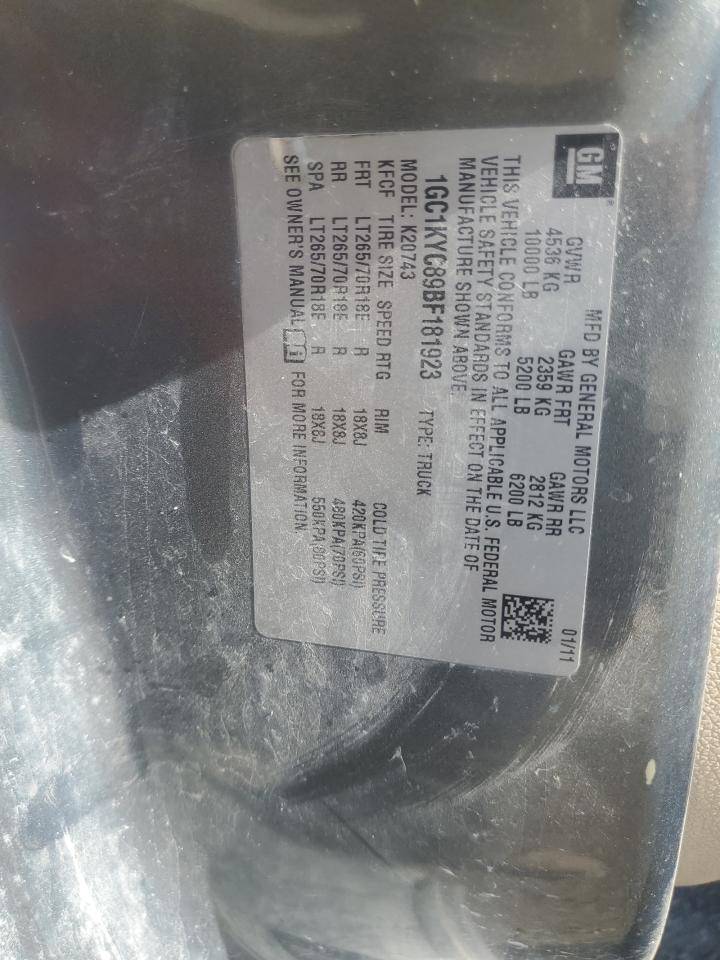 GM
MFD BY GENERAL MOTORS LLC 01/11
GVWR GAWR FRT GAWR RR
4536 KG 2359 KG 2812 KG
10000 LB 5200 LB 6200 LB
THIS VEHICLE CONFORMS TO ALL APPLICABLE U.S. FEDERAL MOTOR
VEHICLE SAFETY STANDARDS IN EFFECT ON THE DATE OF
MANUFACTURE SHOWN ABOVE.
1GC1KYC89BF181923 TYPE: TRUCK
MODEL: K20743
KFCF TIRE SIZE SPEED RTG RIM COLD TIRE PRESSURE
FRT LT265/70R18E R 18X8J 420KPA(60PSI)
RR LT265/70R18E R 18X8J 480KPA(70PSI)
SPA LT265/70R18E R 18X8J 550KPA(80PSI)
SEE OWNER'S MANUAL FOR MORE INFORMATION.